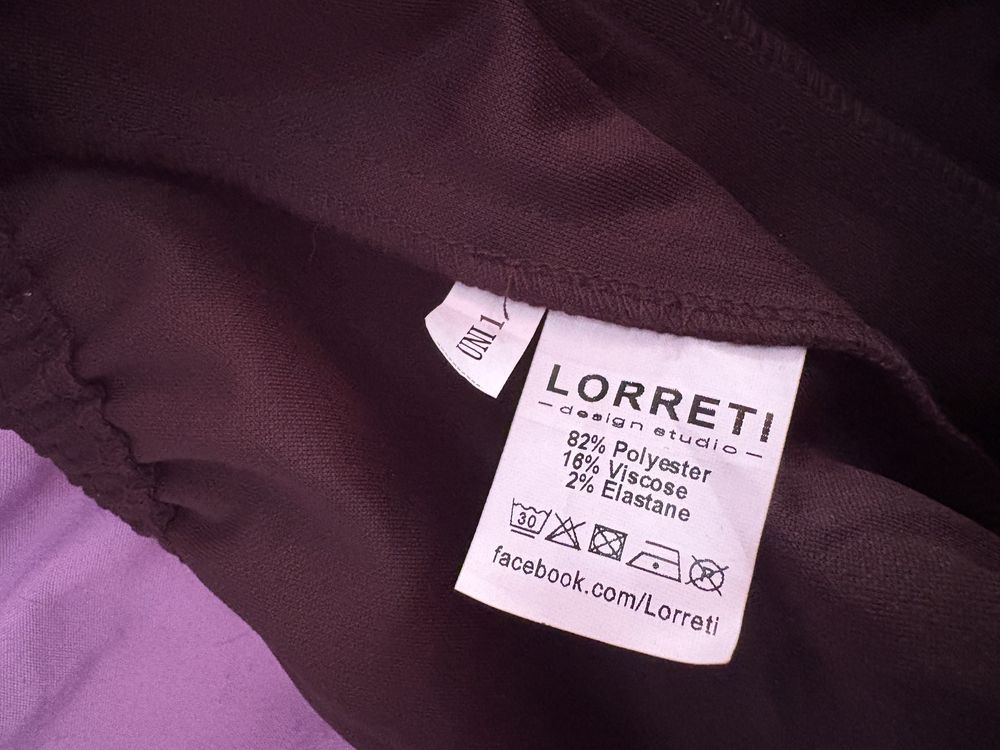 UNI 1
LORRETI
- design studio -
82% Polyester
16% Viscose
2% Elastane
30 P
facebook.com/Lorreti